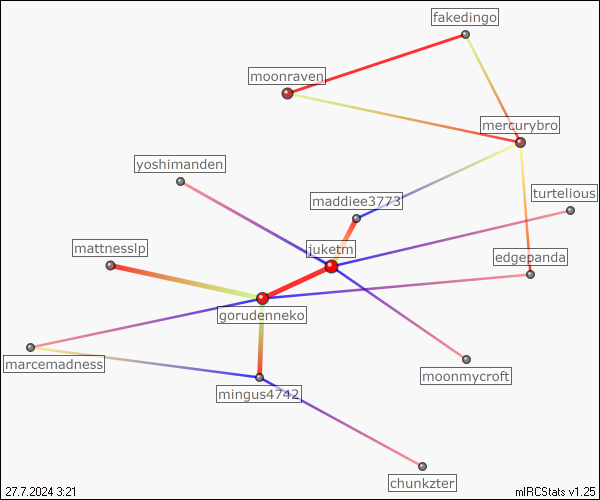 fakedingo
moonraven
mercurybro
yoshimanden
turtelious
maddiee3773
juketm
mattnesslp
edgepanda
gorudenneko
marcemadness
moonmycroft
mingus4742
chunkzter
27.7.2024 3:21
mIRCStats v1.25